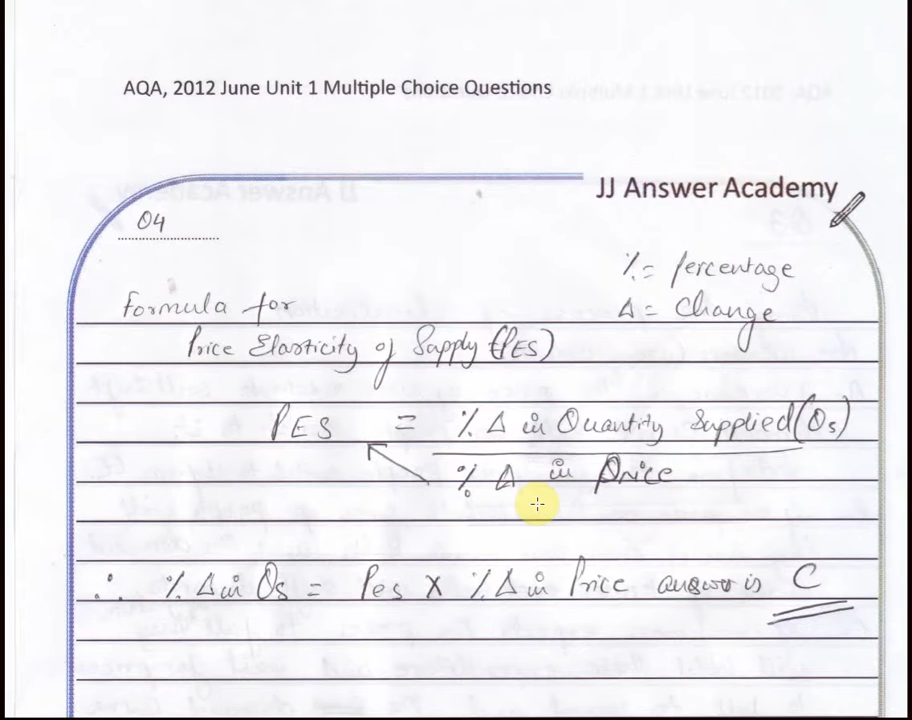 AQA, 2012 June Unit 1 Multiple Choice Questions
JJ Answer Academy
04
% = percentage
Δ = Change
Formula for
Price Elasticity of Supply (PES)
PES = % Δ in Quantity Supplied (Qs)
% Δ in Price
∴ % Δ in Qs = Pes X % Δ in Price answer is C